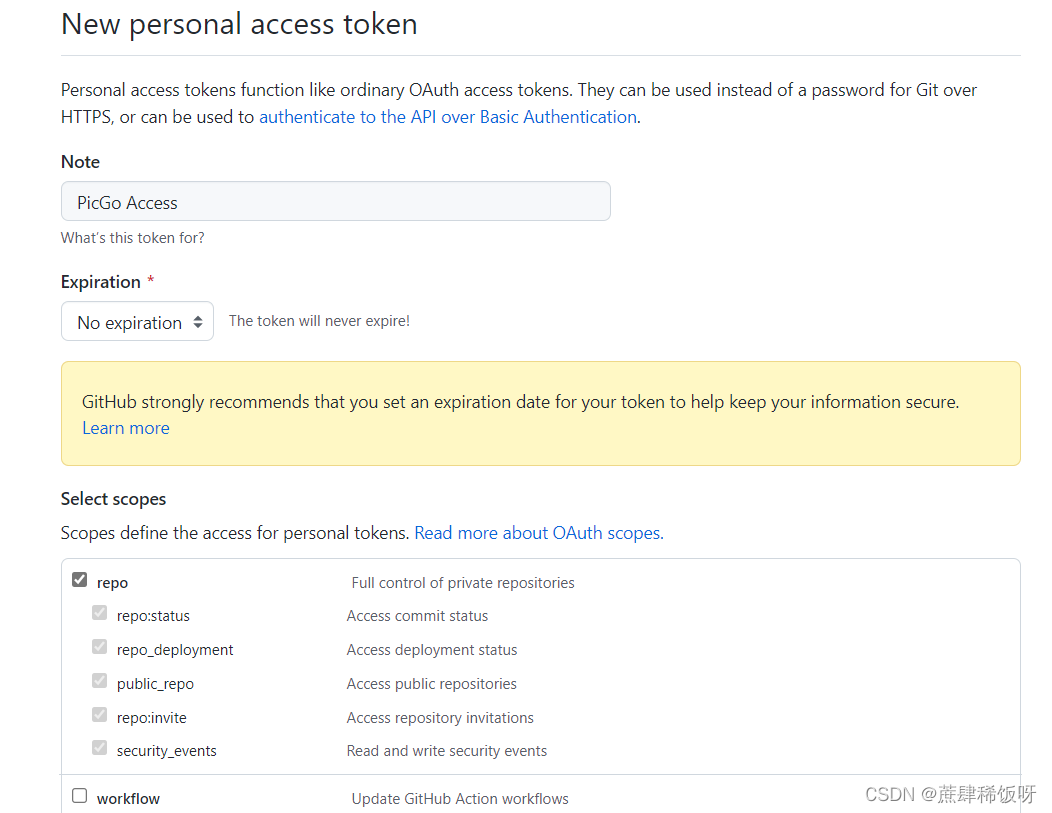 New personal access token
Personal access tokens function like ordinary OAuth access tokens. They can be used instead of a password for Git over
HTTPS, or can be used to authenticate to the API over Basic Authentication.
Note
PicGo Access
What's this token for?
Expiration *
No expiration The token will never expire!
GitHub strongly recommends that you set an expiration date for your token to help keep your information secure.
Learn more
Select scopes
Scopes define the access for personal tokens. Read more about OAuth scopes.
repo Full control of private repositories
repo:status Access commit status
repo_deployment Access deployment status
public_repo Access public repositories
repo:invite Access repository invitations
security_events Read and write security events
workflow Update GitHub Action workflows
CSDN @蔗肆稀饭呀